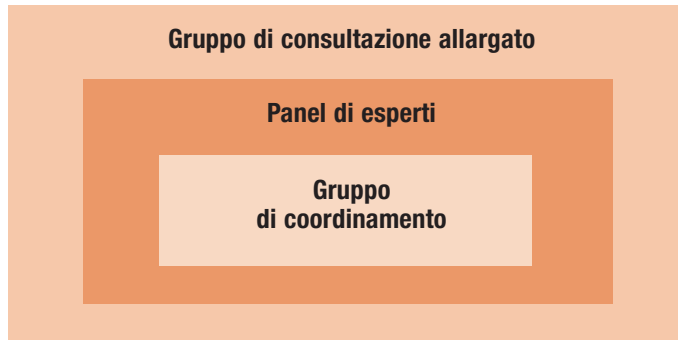 Gruppo di consultazione allargato
Panel di esperti
Gruppo
di coordinamento